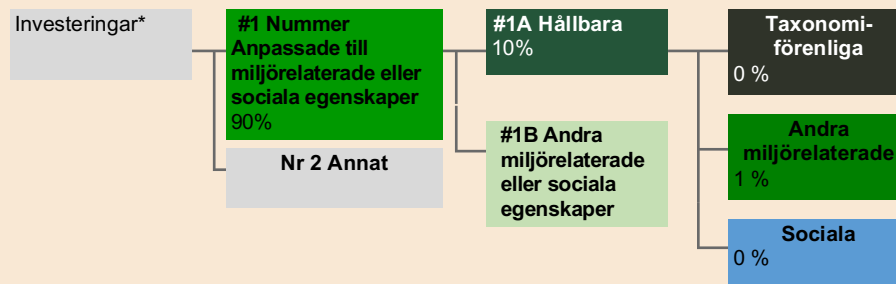 Investeringar*
#1 Nummer
Anpassade till
miljörelaterade eller
sociala egenskaper
90%
Nr 2 Annat
#1A Hållbara
10%
#1B Andra
miljörelaterade
eller sociala
egenskaper
Taxonomi-
förenliga
0 %
Andra
miljörelaterade
1 %
Sociala
0 %